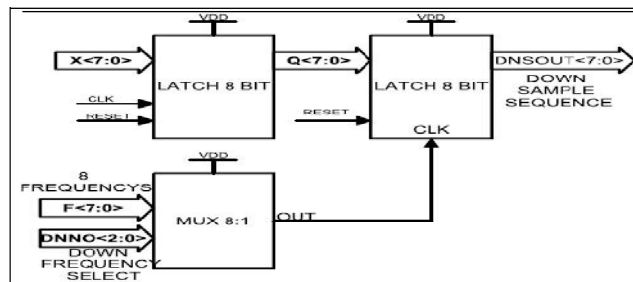 VDD
VDD
X<7:0>
LATCH 8 BIT
Q<7:0>
LATCH 8 BIT
DNSOUT<7:0>
DOWN
SAMPLE
SEQUENCE
CLK
RESET
RESET
CLK
VDD
8
FREQUENCYS
F<7:0>
MUX 8:1
OUT
DNNO<2:0>
DOWN
FREQUENCY
SELECT